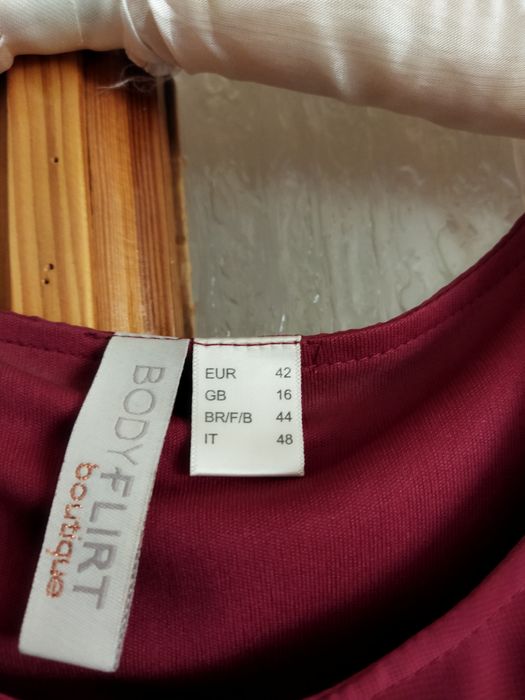 BODYFLIRT
boutique
EUR 42
GB 16
BR/F/B 44
IT 48